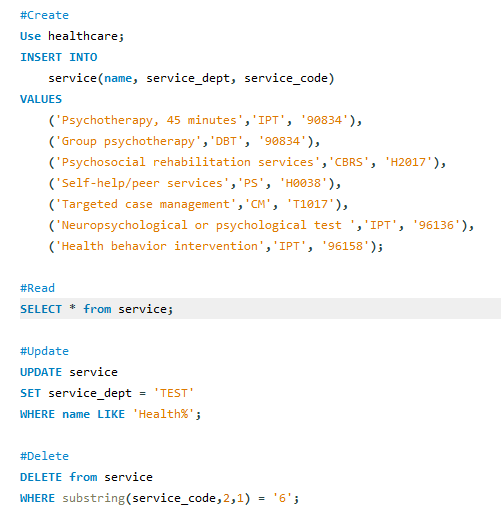 #Create
Use healthcare;
INSERT INTO
    service(name, service_dept, service_code)
VALUES
    ('Psychotherapy, 45 minutes','IPT', '90834'),
    ('Group psychotherapy','DBT', '90834'),
    ('Psychosocial rehabilitation services','CBRS', 'H2017'),
    ('Self-help/peer services','PS', 'H0038'),
    ('Targeted case management','CM', 'T1017'),
    ('Neuropsychological or psychological test ','IPT', '96136'),
    ('Health behavior intervention','IPT', '96158');
#Read
SELECT * from service;
#Update
UPDATE service
SET service_dept = 'TEST'
WHERE name LIKE 'Health%';
#Delete
DELETE from service
WHERE substring(service_code,2,1) = '6';